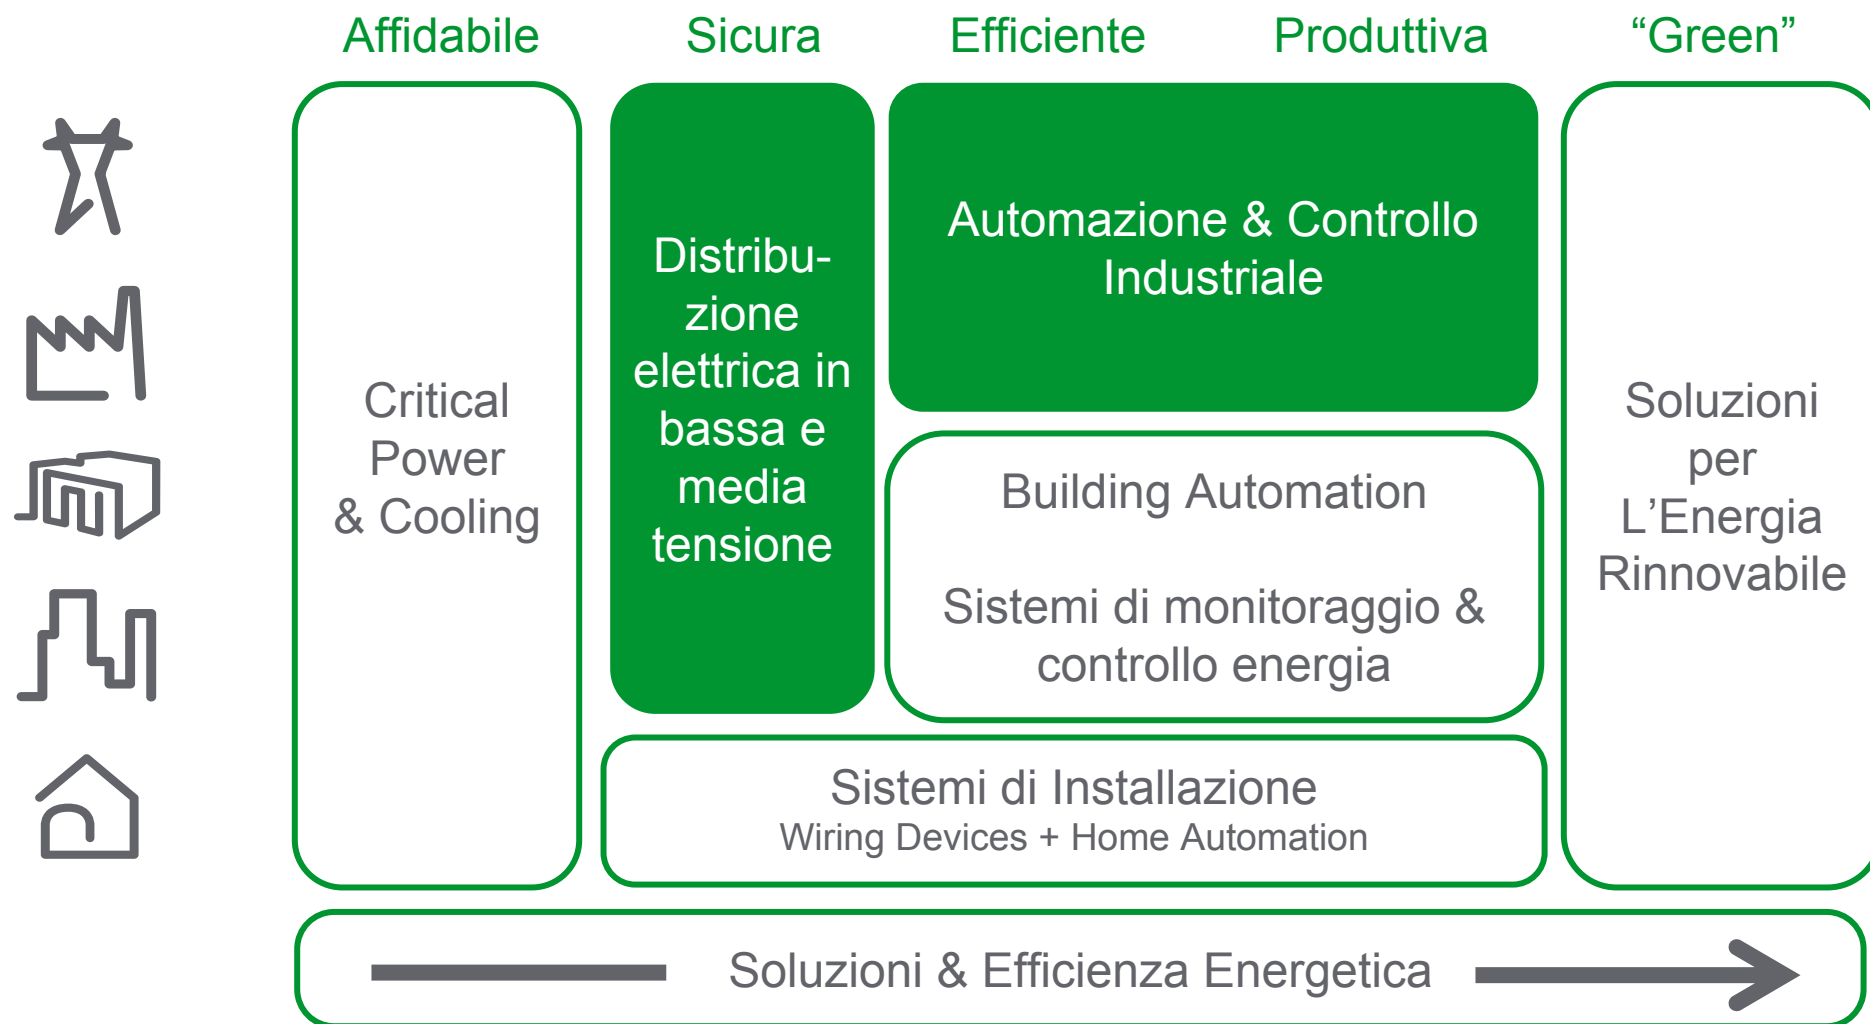 Affidabile
Sicura
Efficiente
Produttiva
“Green”
Critical
Power
& Cooling
Distribu-
zione
elettrica in
bassa e
media
tensione
Automazione & Controllo
Industriale
Building Automation
Sistemi di monitoraggio &
controllo energia
Soluzioni
per
L’Energia
Rinnovabile
Sistemi di Installazione
Wiring Devices + Home Automation
Soluzioni & Efficienza Energetica